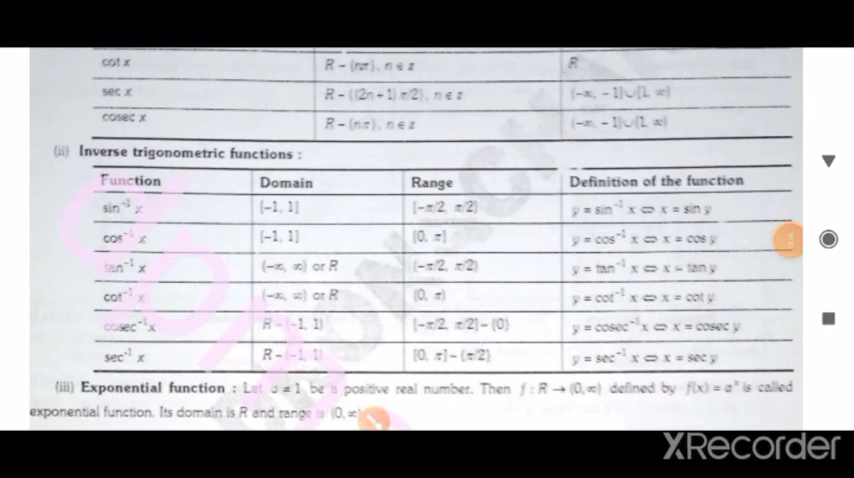 cot x R – {nπ}, n ∈ z R
sec x R – {(2n+1) π/2}, n ∈ z (–∞, –1]∪[1, ∞)
cosec x R – {nπ}, n ∈ z (–∞, –1]∪[1, ∞)
(ii) Inverse trigonometric functions :
Function Domain Range Definition of the function
sin⁻¹ x [–1, 1] [–π/2, π/2] y = sin⁻¹ x ⇔ x = sin y
cos⁻¹ x [–1, 1] [0, π] y = cos⁻¹ x ⇔ x = cos y
tan⁻¹ x (–∞, ∞) or R (–π/2, π/2) y = tan⁻¹ x ⇔ x = tan y
cot⁻¹ x (–∞, ∞) or R (0, π) y = cot⁻¹ x ⇔ x = cot y
cosec⁻¹x R – (–1, 1) [–π/2, π/2] – {0} y = cosec⁻¹x ⇔ x = cosec y
sec⁻¹ x R – (–1, 1) [0, π] – {π/2} y = sec⁻¹ x ⇔ x = sec y
(iii) Exponential function : Let a ≠ 1 be a positive real number. Then f : R → (0, ∞) defined by f(x) = aˣ is called
exponential function. Its domain is R and range is (0, ∞)
XRecorder